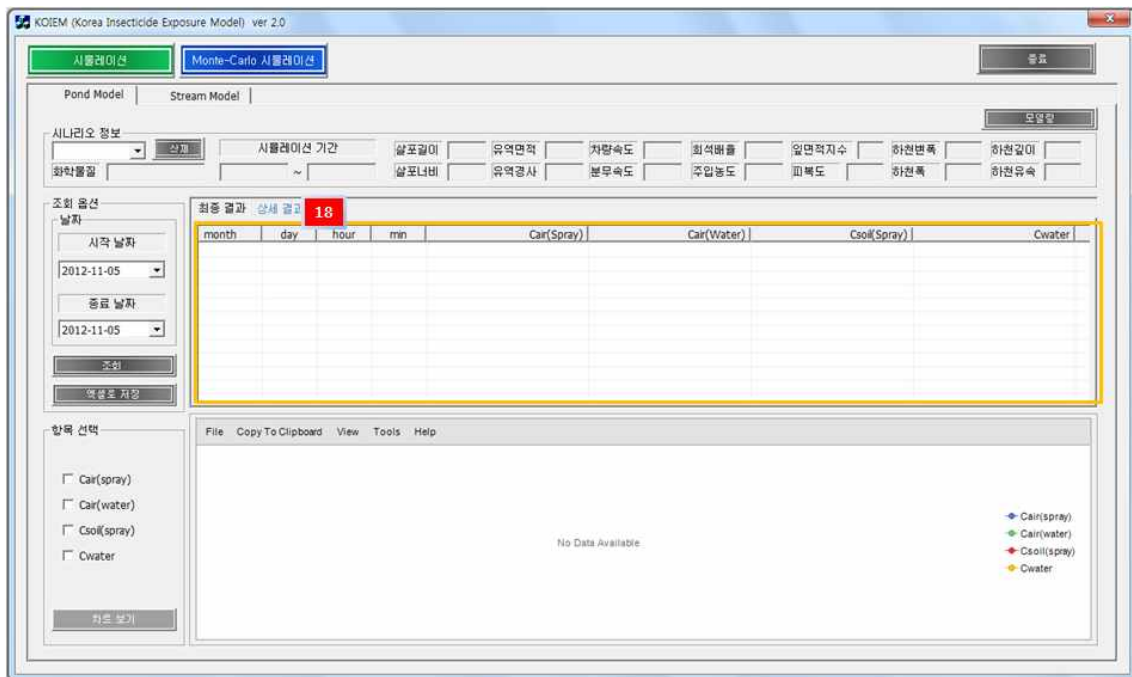 KOIEM (Korea Insecticide Exposure Model) ver 2.0
시뮬레이션 Monte-Carlo 시뮬레이션 종료
Pond Model Stream Model
모델창
시나리오 정보
삭제 시뮬레이션 기간 살포길이 유역면적 차량속도 희석배율 잎면적지수 하천변폭 하천깊이
화학물질 ~ 살포너비 유역경사 분무속도 주입농도 피복도 하천폭 하천유속
조회 옵션
날짜
시작 날짜
2012-11-05
종료 날짜
2012-11-05
조회
엑셀로 저장
최종 결과 상세 결과 18
month day hour min Cair(Spray) Cair(Water) Csoil(Spray) Cwater
항목 선택
Cair(spray)
Cair(water)
Csoil(spray)
Cwater
차트 보기
File Copy To Clipboard View Tools Help
No Data Available
Cair(spray)
Cair(water)
Csoil(spray)
Cwater